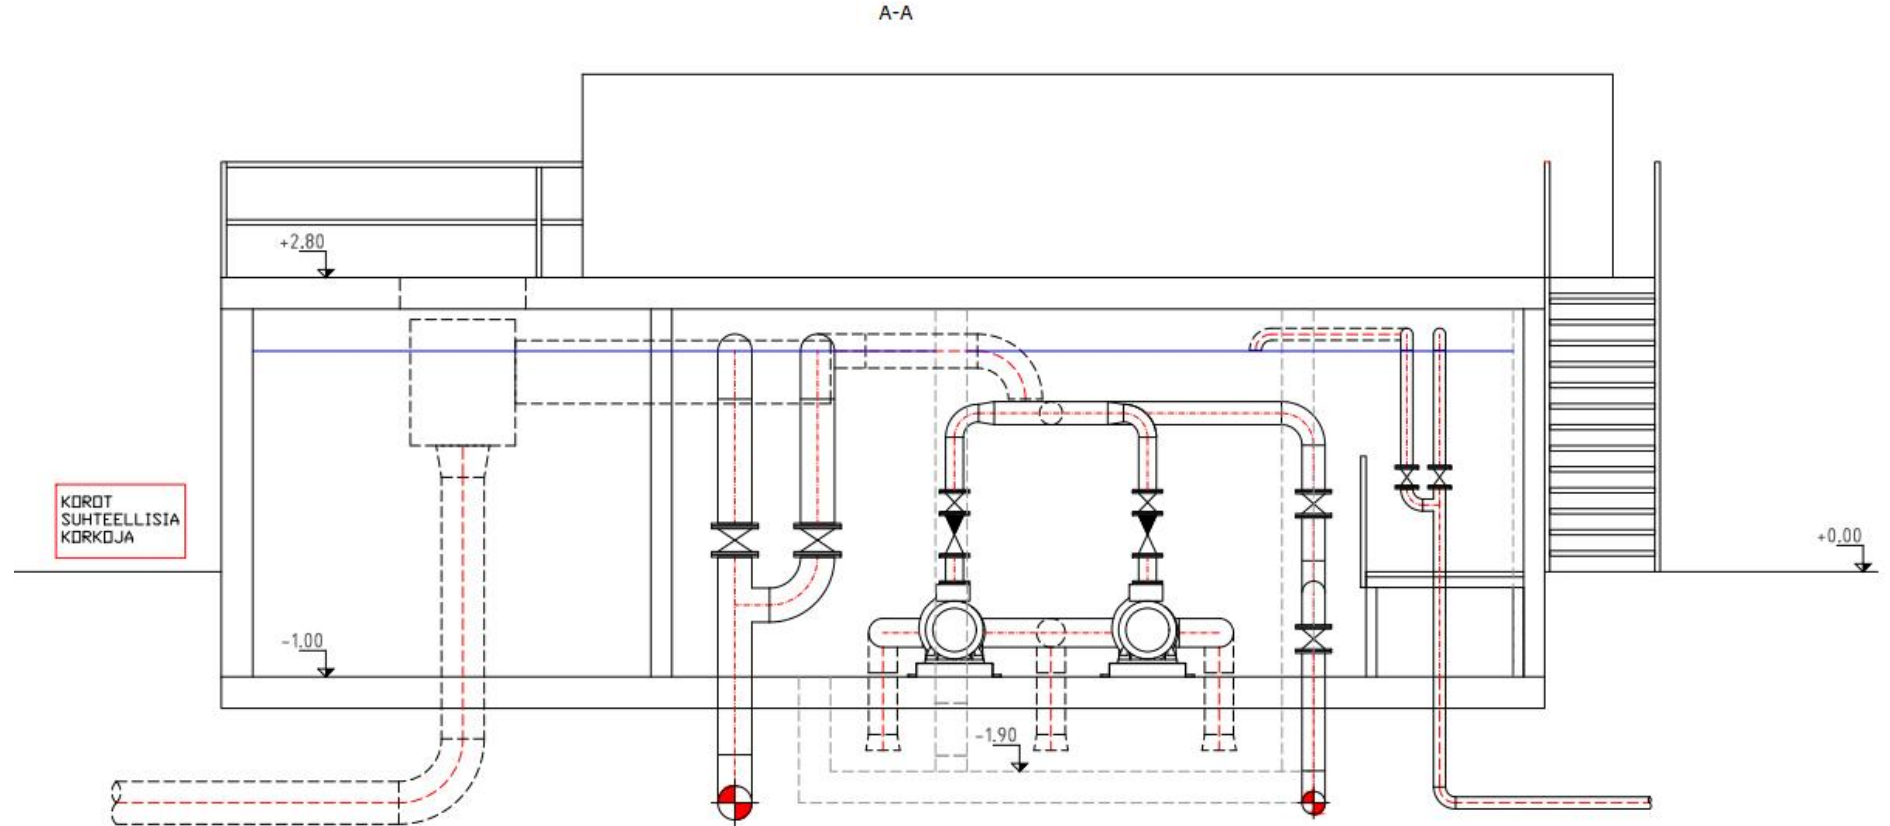 A-A
+2.80
KOROT
SUHTEELLISIA
KORKOJA
+0.00
-1.00
-1.90